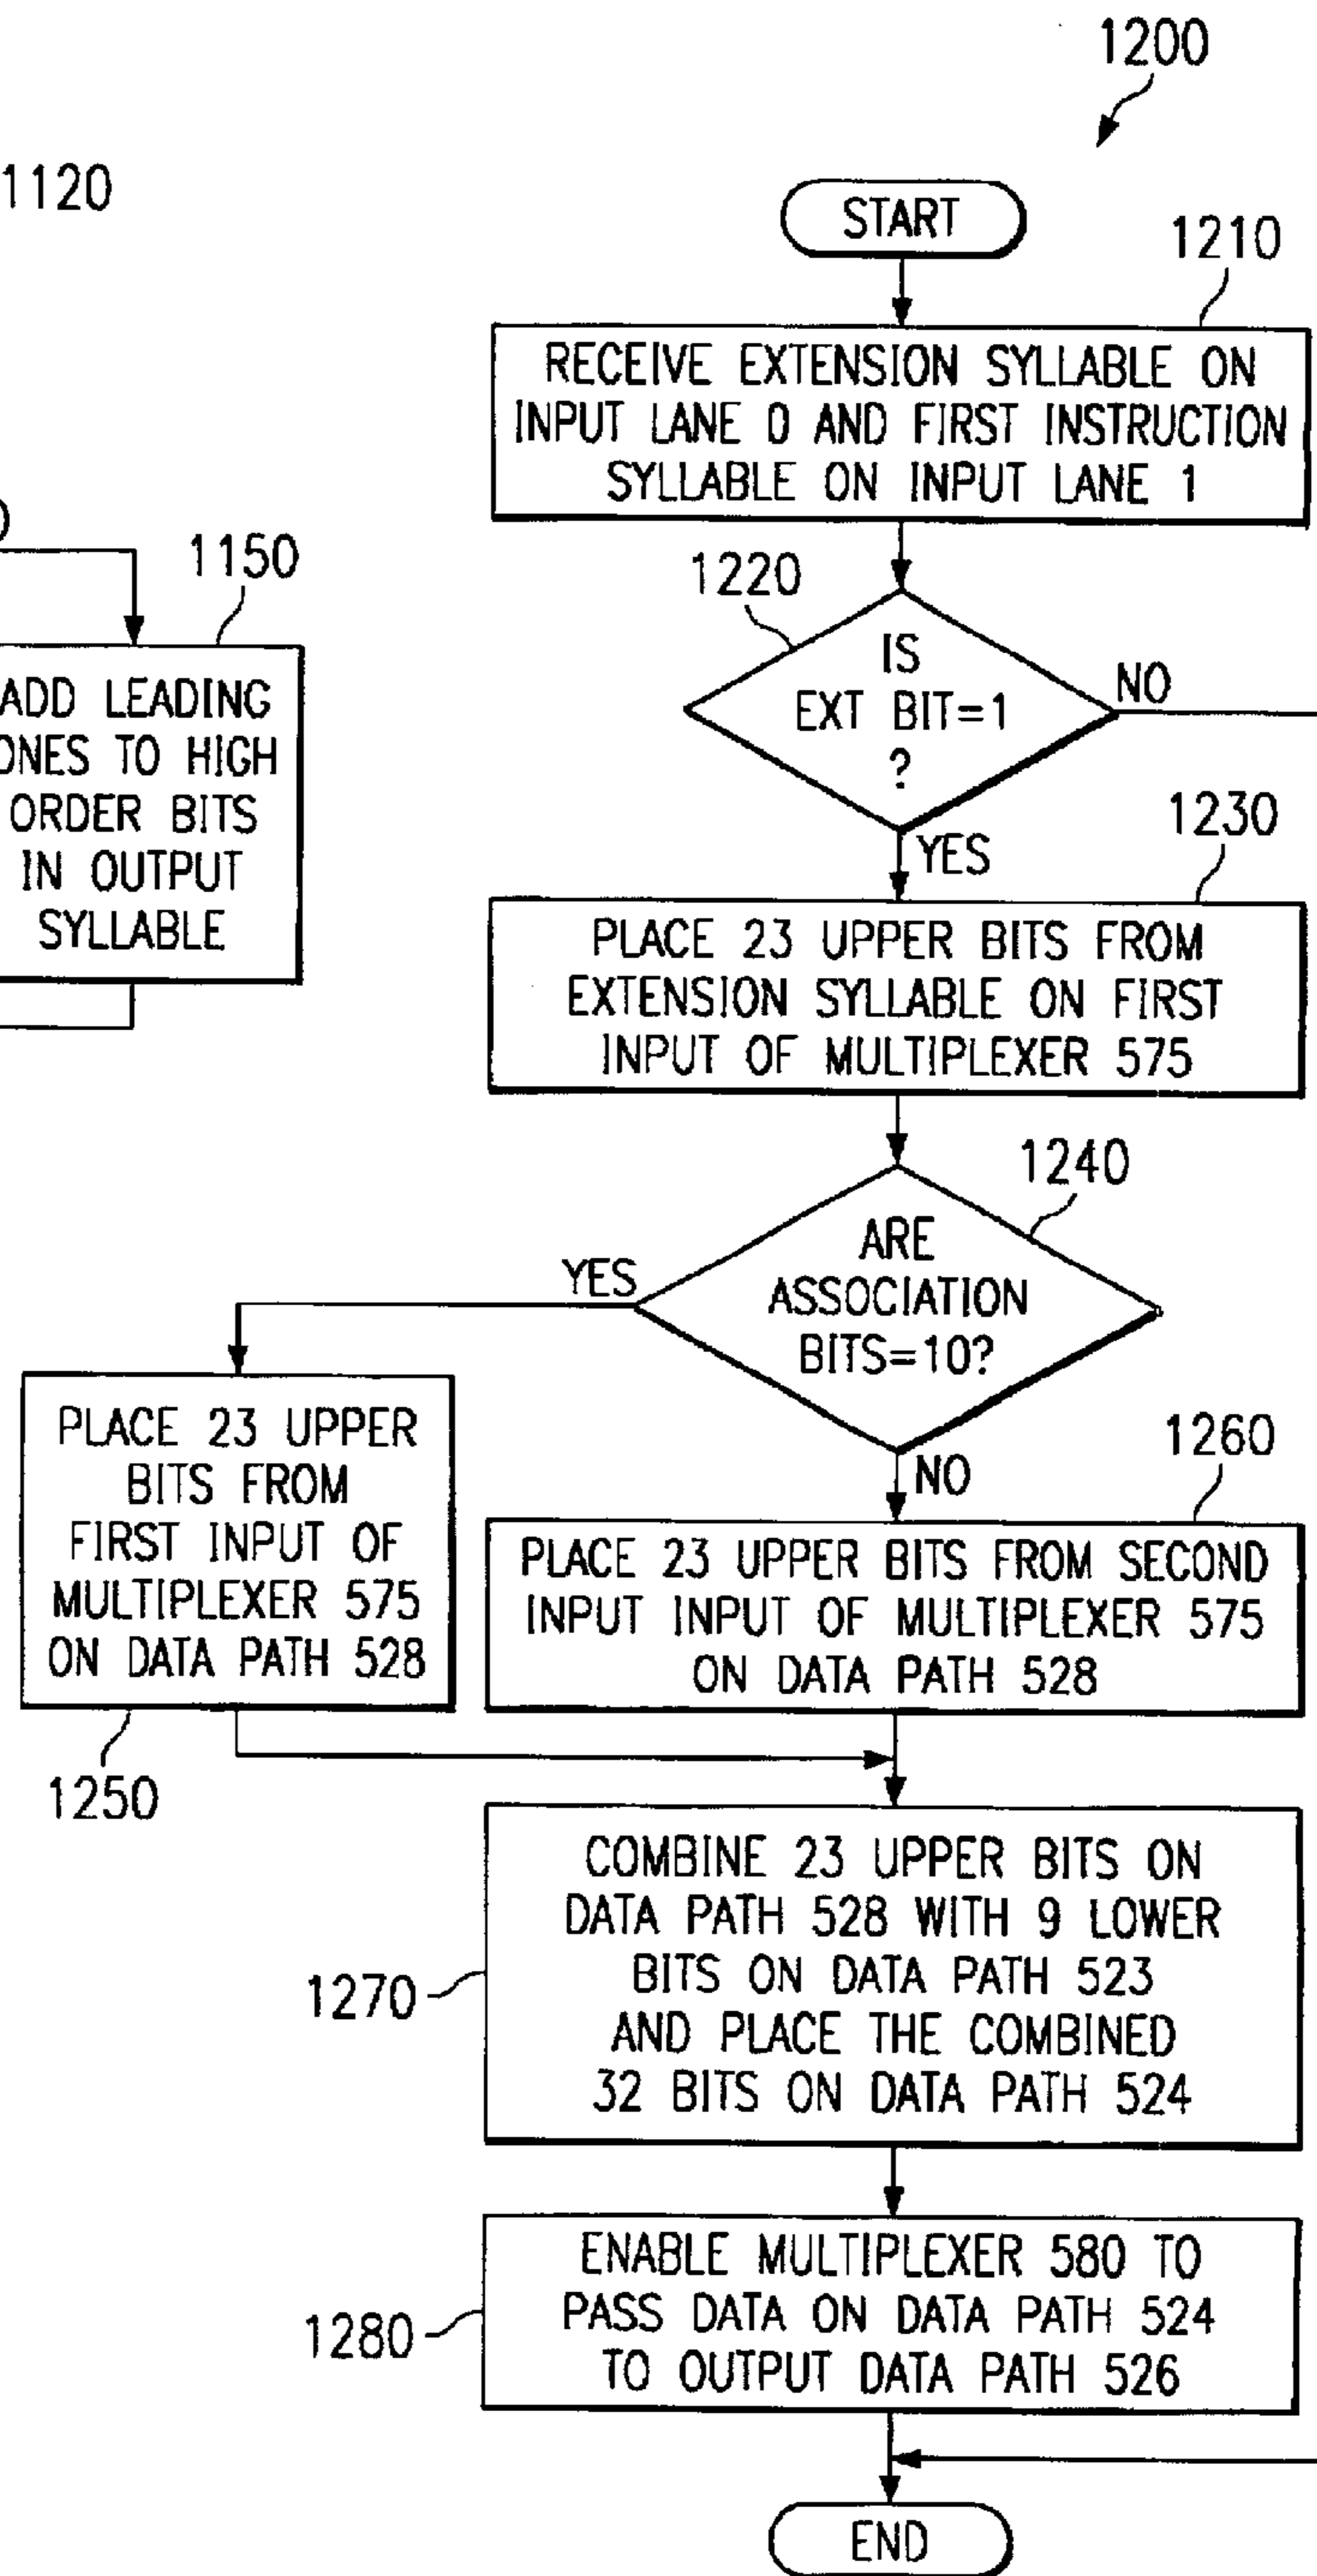 1200
1120
START
1210
RECEIVE EXTENSION SYLLABLE ON
INPUT LANE 0 AND FIRST INSTRUCTION
SYLLABLE ON INPUT LANE 1
1150
ADD LEADING
ONES TO HIGH
ORDER BITS
IN OUTPUT
SYLLABLE
1220
IS
EXT BIT=1
?
NO
YES
1230
PLACE 23 UPPER BITS FROM
EXTENSION SYLLABLE ON FIRST
INPUT OF MULTIPLEXER 575
1240
ARE
ASSOCIATION
BITS=10?
YES
NO
PLACE 23 UPPER
BITS FROM
FIRST INPUT OF
MULTIPLEXER 575
ON DATA PATH 528
1250
1260
PLACE 23 UPPER BITS FROM SECOND
INPUT INPUT OF MULTIPLEXER 575
ON DATA PATH 528
1270
COMBINE 23 UPPER BITS ON
DATA PATH 528 WITH 9 LOWER
BITS ON DATA PATH 523
AND PLACE THE COMBINED
32 BITS ON DATA PATH 524
1280
ENABLE MULTIPLEXER 580 TO
PASS DATA ON DATA PATH 524
TO OUTPUT DATA PATH 526
END